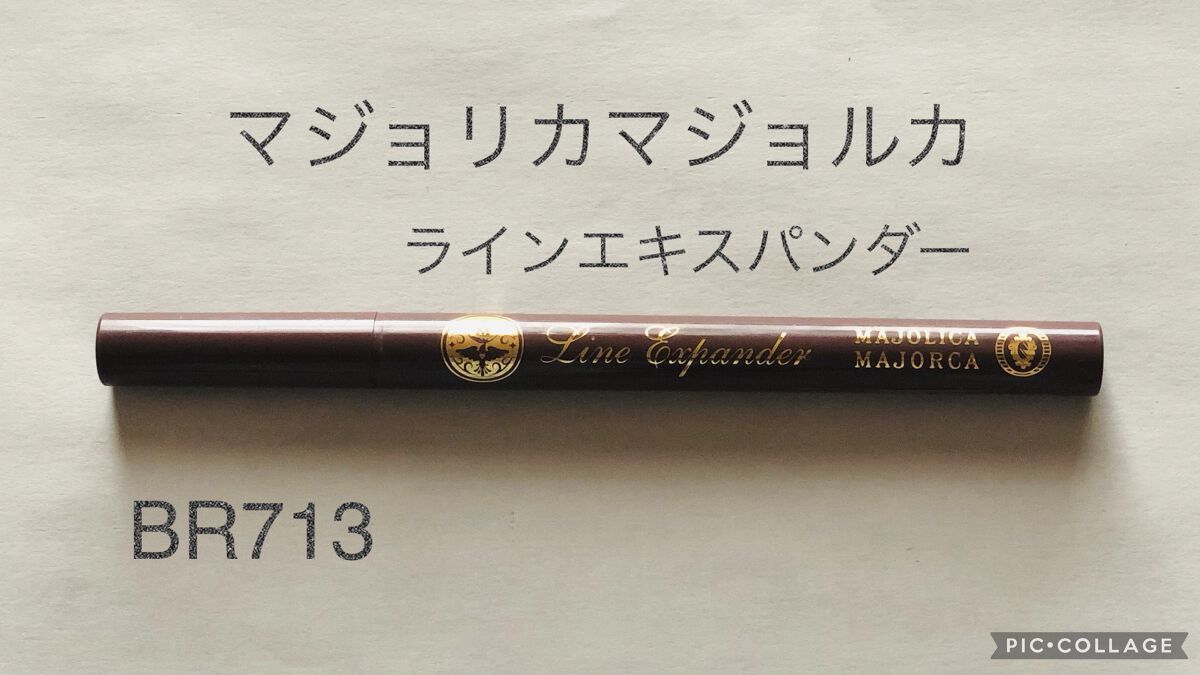 マジョリカマジョルカ
ラインエキスパンダー
Line Expander
MAJOLICA
MAJORCA
BR713
PIC•COLLAGE